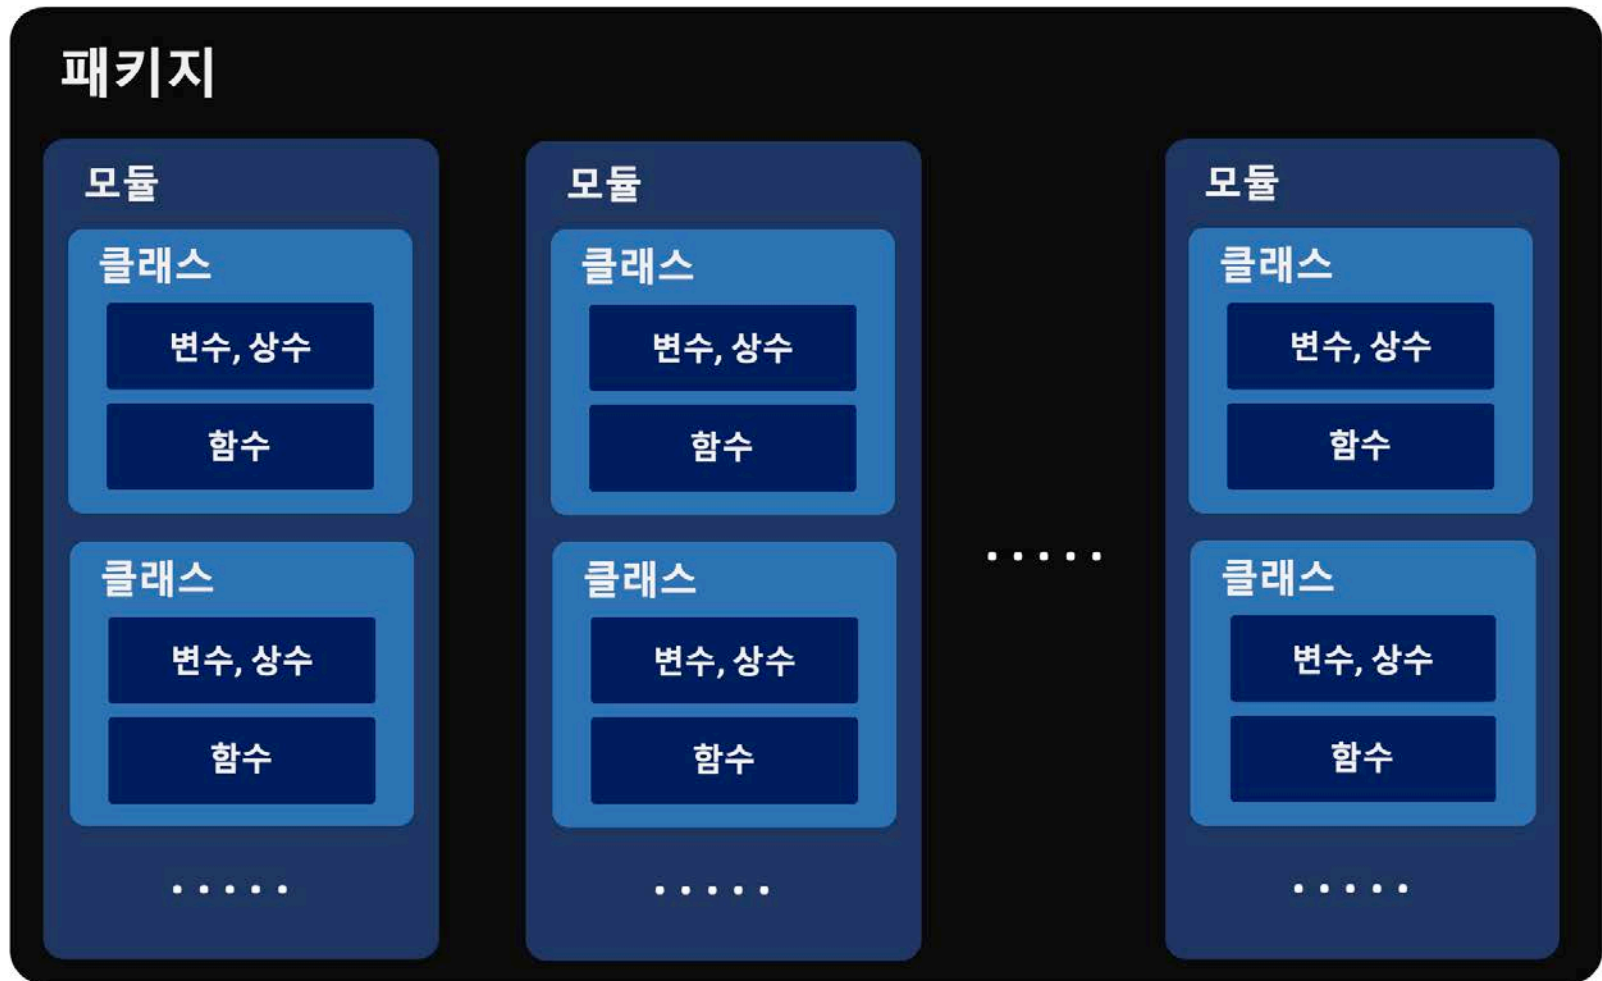 패키지
모듈
클래스
변수, 상수
함수
클래스
변수, 상수
함수
.....
모듈
클래스
변수, 상수
함수
클래스
변수, 상수
함수
.....
.....
모듈
클래스
변수, 상수
함수
클래스
변수, 상수
함수
.....